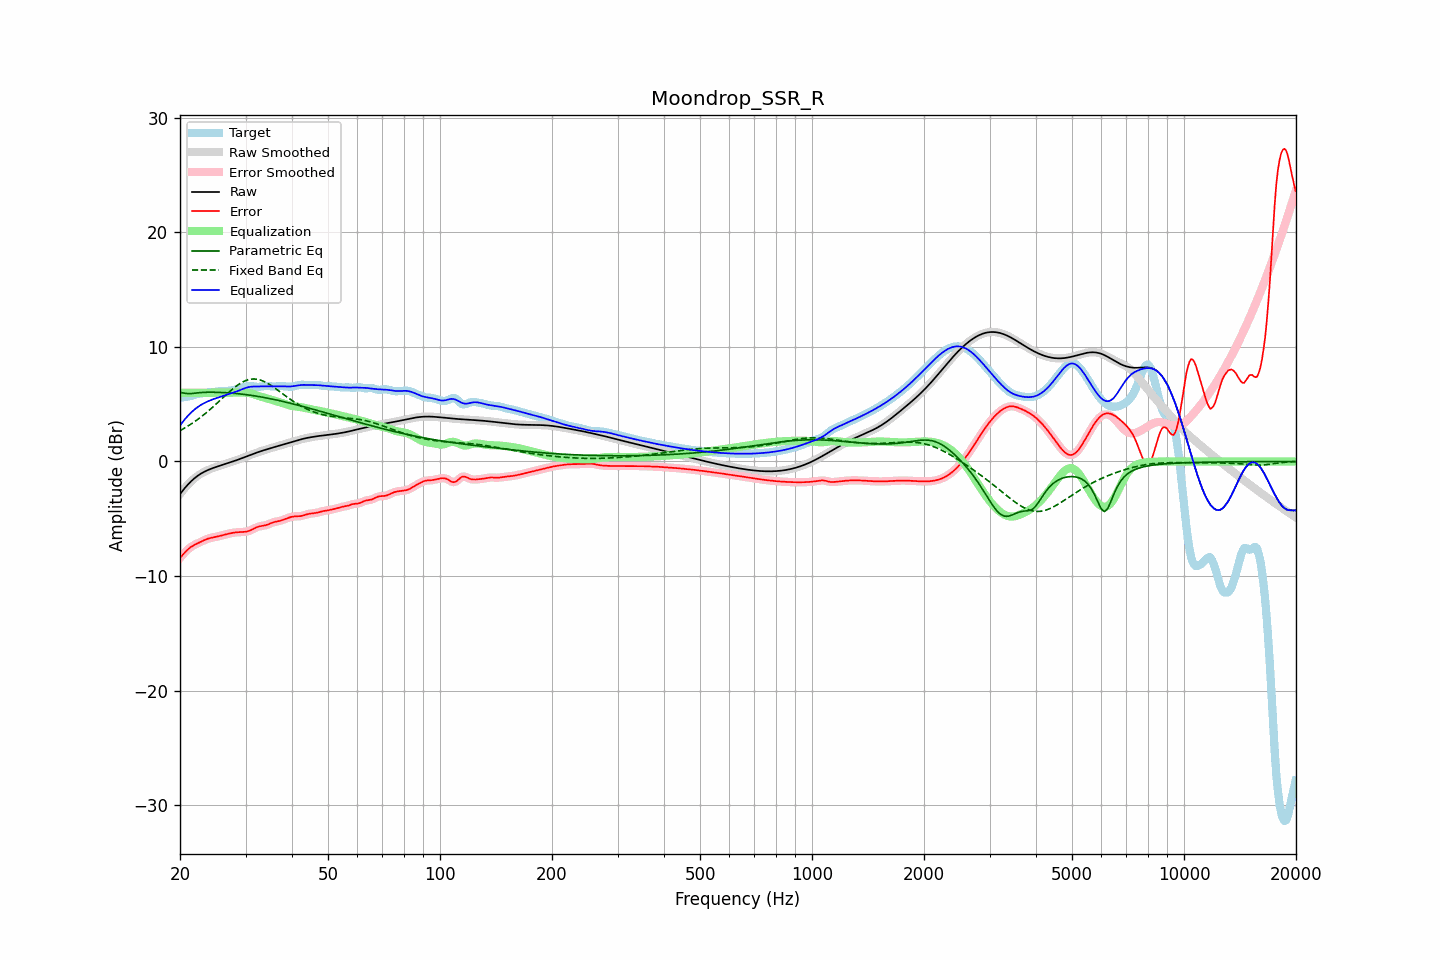 Moondrop_SSR_R
Amplitude (dBr)
30
20
10
0
−10
−20
−30
Target
Raw Smoothed
Error Smoothed
Raw
Error
Equalization
Parametric Eq
Fixed Band Eq
Equalized
20
50
100
200
500
1000
2000
5000
10000
20000
Frequency (Hz)